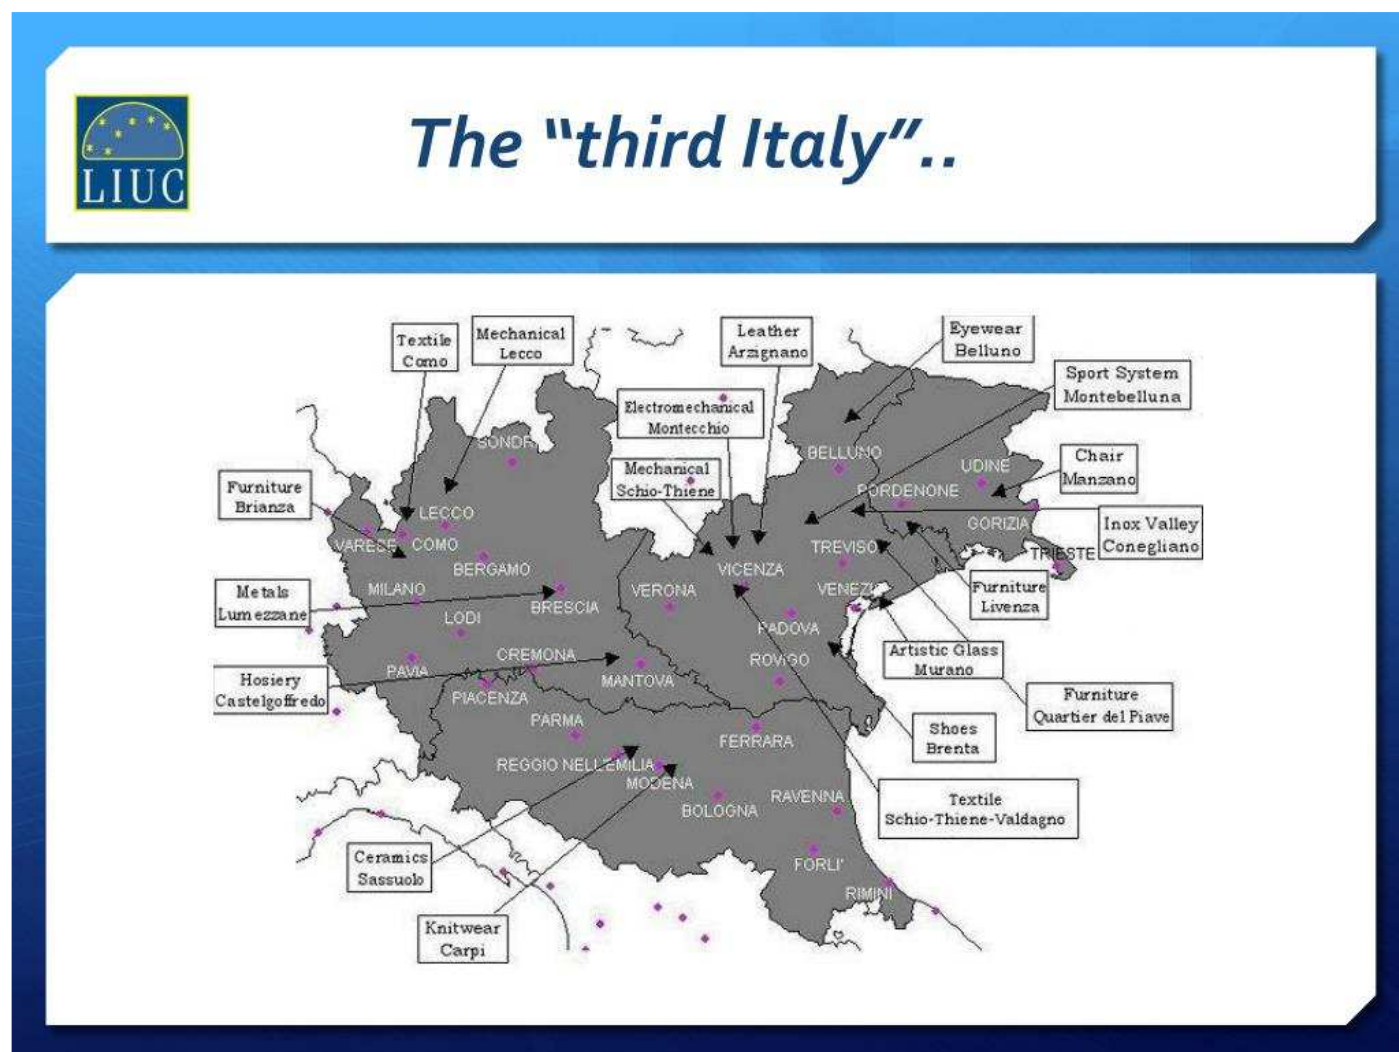 The “third Italy”..
LIUC
Textile
Como
Mechanical
Lecco
Leather
Arzignano
Eyewear
Belluno
Sport System
Montebelluna
Electromechanical
Montecchio
Mechanical
Schio-Thiene
Chair
Manzano
Furniture
Brianza
Inox Valley
Conegliano
Metals
Lumezzane
Furniture
Livenza
Artistic Glass
Murano
Hosiery
Castelgoffredo
Furniture
Quartier del Piave
Shoes
Brenta
Textile
Schio-Thiene-Valdagno
Ceramics
Sassuolo
Knitwear
Carpi
SONDR
BELLUNO
UDINE
PORDENONE
LECCO
GORIZIA
VARESE
COMO
TREVISO
TRIESTE
BERGAMO
VICENZA
MILANO
BRESCIA
VERONA
VENEZI
LODI
PADOVA
CREMONA
ROVIGO
PAVIA
MANTOVA
PIACENZA
PARMA
FERRARA
REGGIO NELL'EMILIA
MODENA
BOLOGNA
RAVENNA
FORLI'
RIMINI